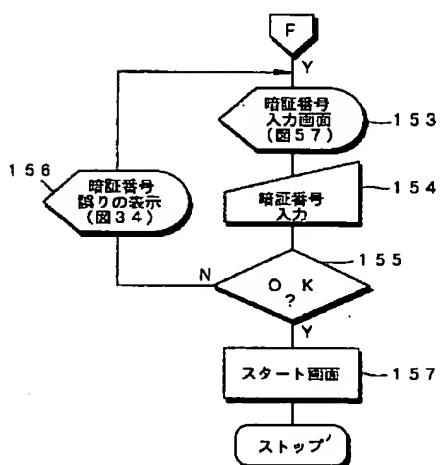 F
Y
暗証番号
入力画面
(図57)
153
156
暗証番号
誤りの表示
(図34)
154
暗証番号
入力
155
N
O K
?
Y
スタート画面
157
ストップ